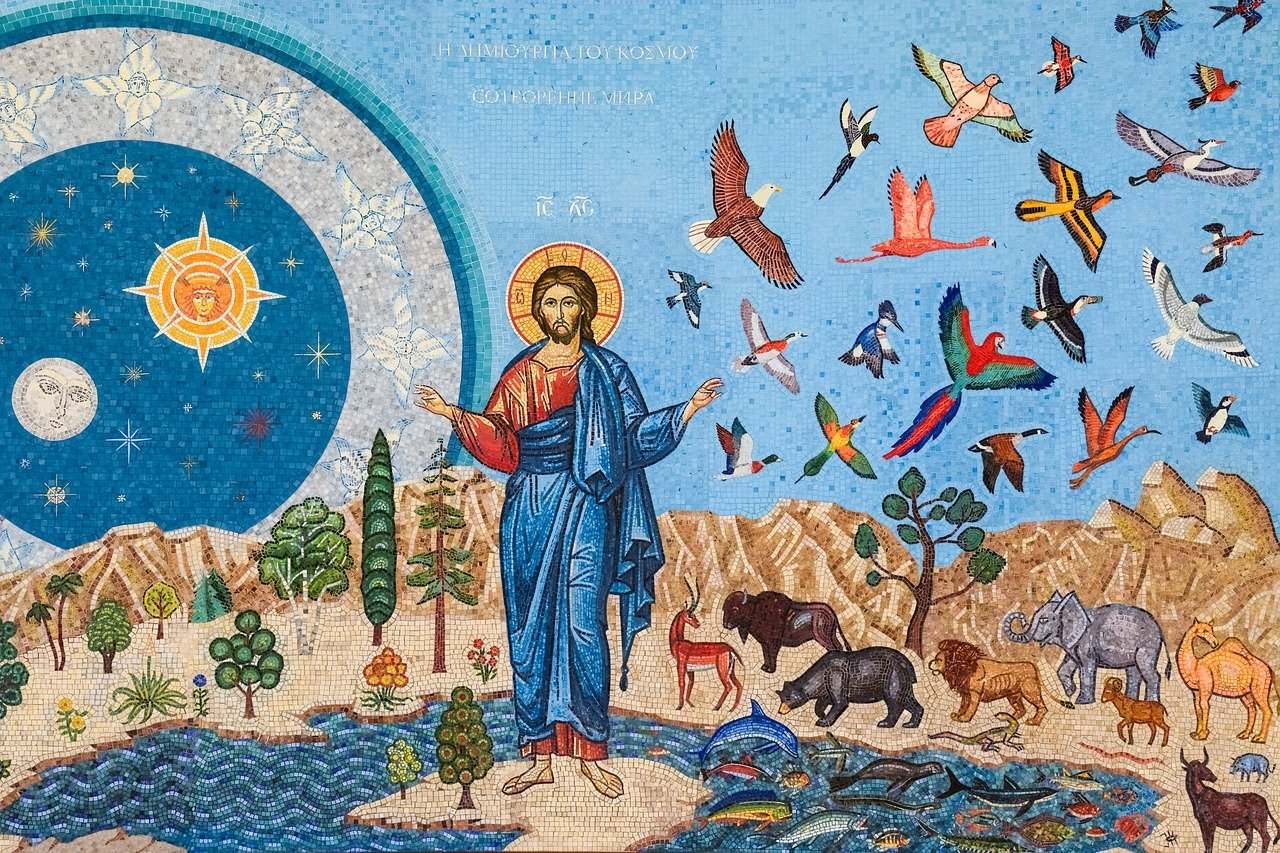 Η ΔΗΜΙΟΥΡΓΙΑ ΤΟΥ ΚΟΣΜΟΥ
СОТВОРЕНИЕ МИРА
IC XC
Ο
Ω Ν